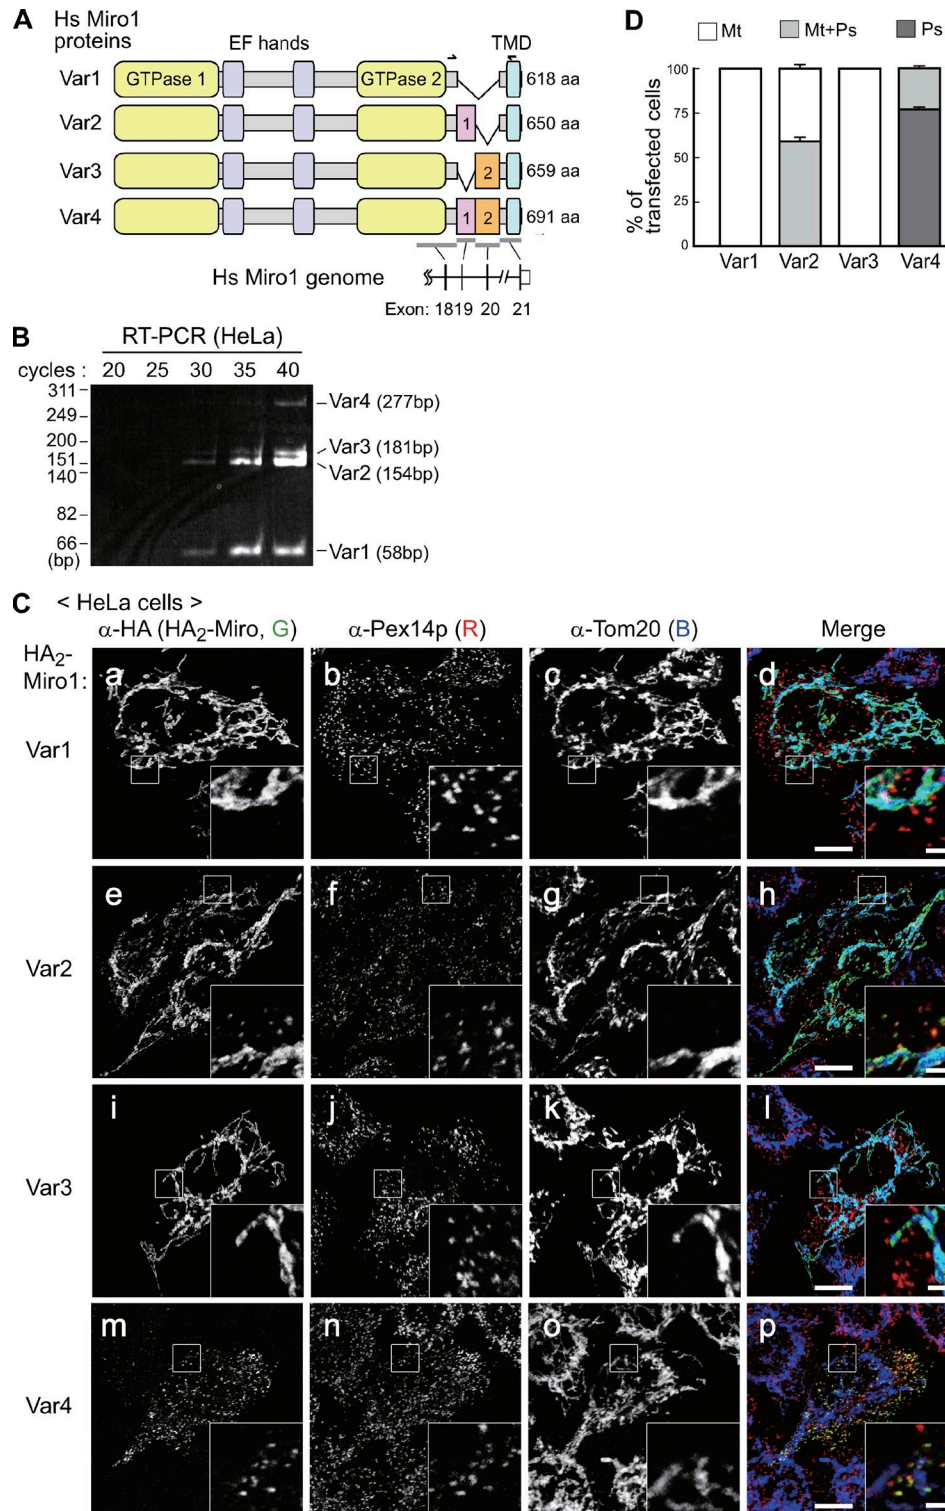 A
Hs Miro1
proteins
EF hands
TMD
Var1
GTPase 1
GTPase 2
618 aa
Var2
1
650 aa
Var3
2
659 aa
Var4
1
2
691 aa
Hs Miro1 genome
Exon: 18 19 20 21
D
Mt
Mt+Ps
Ps
% of
transfected cells
100
75
50
25
0
Var1
Var2
Var3
Var4
B
RT-PCR (HeLa)
cycles : 20 25 30 35 40
311
249
200
151
140
82
66
(bp)
Var4 (277bp)
Var3 (181bp)
Var2 (154bp)
Var1 (58bp)
C
< HeLa cells >
α-HA (HA2-Miro, G)
α-Pex14p (R)
α-Tom20 (B)
Merge
HA2-
Miro1:
Var1
a
b
c
d
Var2
e
f
g
h
Var3
i
j
k
l
Var4
m
n
o
p